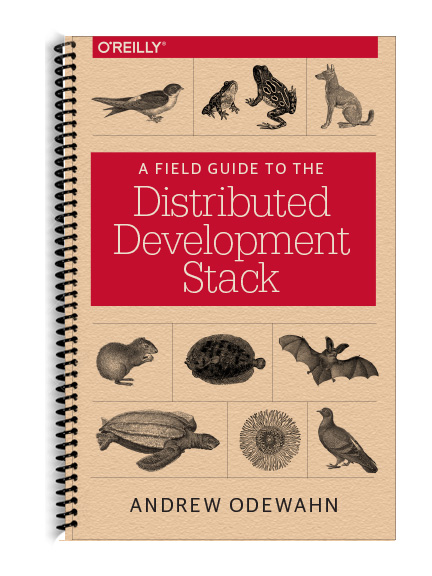 O'REILLY®
A FIELD GUIDE TO THE
Distributed
Development
Stack
ANDREW ODEWAHN